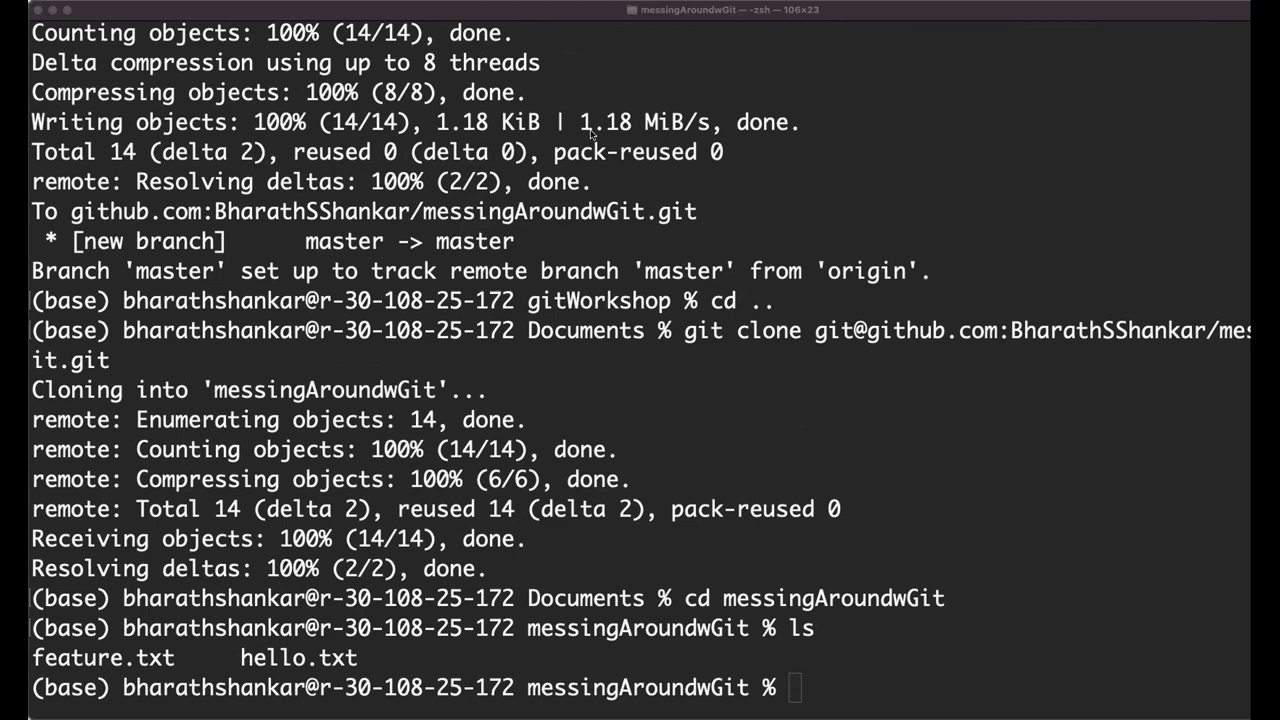 messingAroundwGit — -zsh — 106×23
Counting objects: 100% (14/14), done.
Delta compression using up to 8 threads
Compressing objects: 100% (8/8), done.
Writing objects: 100% (14/14), 1.18 KiB | 1.18 MiB/s, done.
Total 14 (delta 2), reused 0 (delta 0), pack-reused 0
remote: Resolving deltas: 100% (2/2), done.
To github.com:BharathSShankar/messingAroundwGit.git
 * [new branch]      master -> master
Branch 'master' set up to track remote branch 'master' from 'origin'.
(base) bharathshankar@r-30-108-25-172 gitWorkshop % cd ..
(base) bharathshankar@r-30-108-25-172 Documents % git clone git@github.com:BharathSShankar/mes
it.git
Cloning into 'messingAroundwGit'...
remote: Enumerating objects: 14, done.
remote: Counting objects: 100% (14/14), done.
remote: Compressing objects: 100% (6/6), done.
remote: Total 14 (delta 2), reused 14 (delta 2), pack-reused 0
Receiving objects: 100% (14/14), done.
Resolving deltas: 100% (2/2), done.
(base) bharathshankar@r-30-108-25-172 Documents % cd messingAroundwGit
(base) bharathshankar@r-30-108-25-172 messingAroundwGit % ls
feature.txt     hello.txt
(base) bharathshankar@r-30-108-25-172 messingAroundwGit %